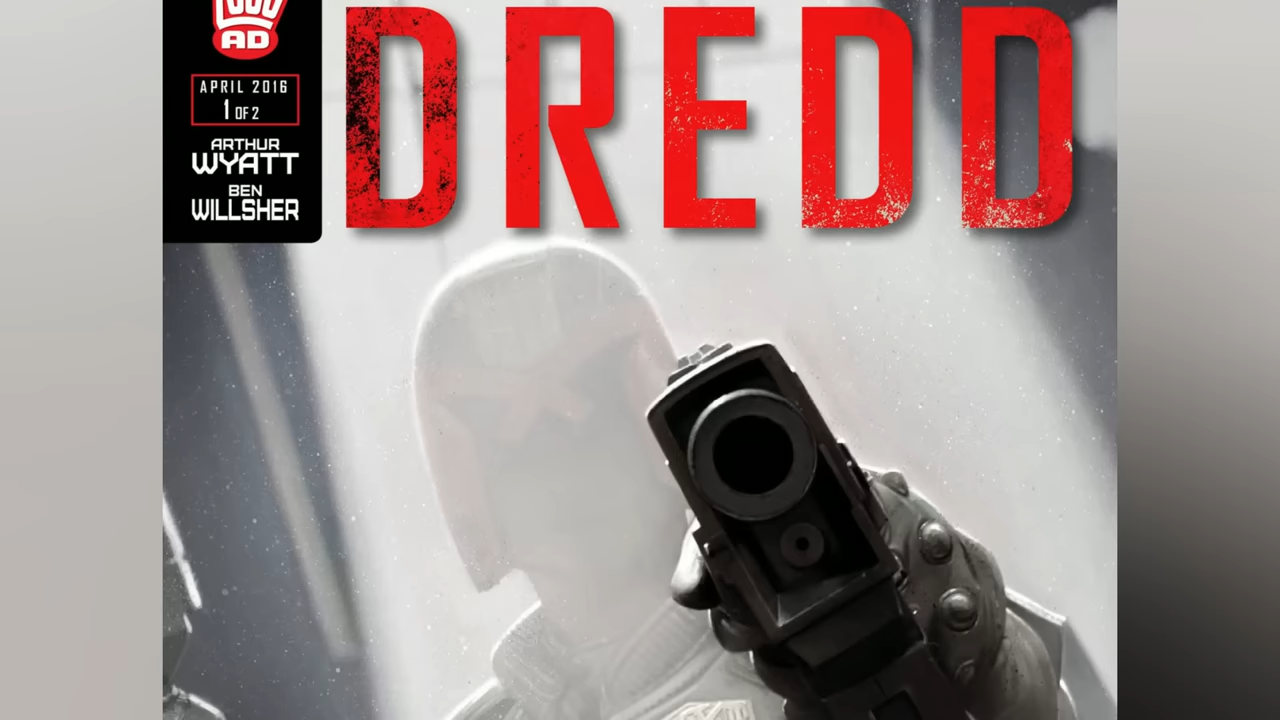 AD
APRIL 2016
1 OF 2
ARTHUR
WYATT
BEN
WILLSHER
DREDD